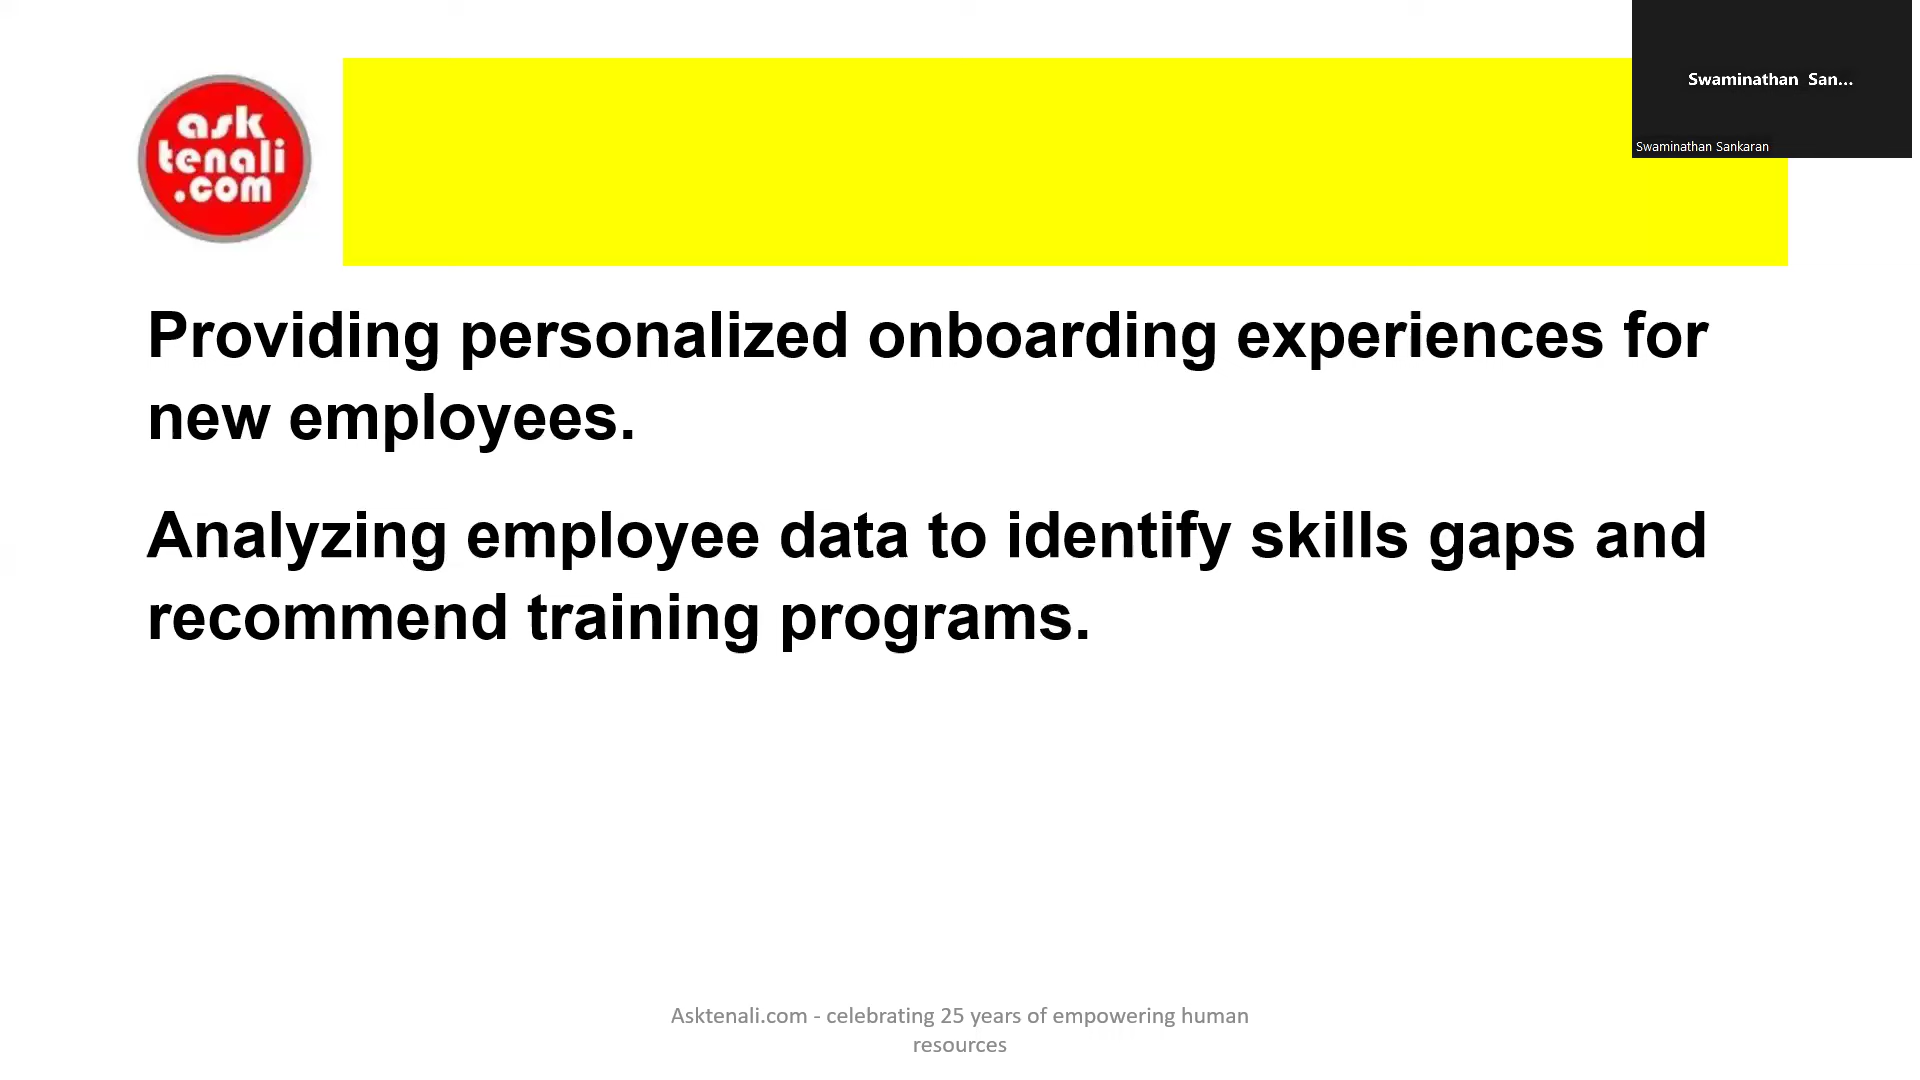 ask
tenali
.com
Swaminathan San...
Swaminathan Sankaran
Providing personalized onboarding experiences for
new employees.
Analyzing employee data to identify skills gaps and
recommend training programs.
Asktenali.com - celebrating 25 years of empowering human
resources